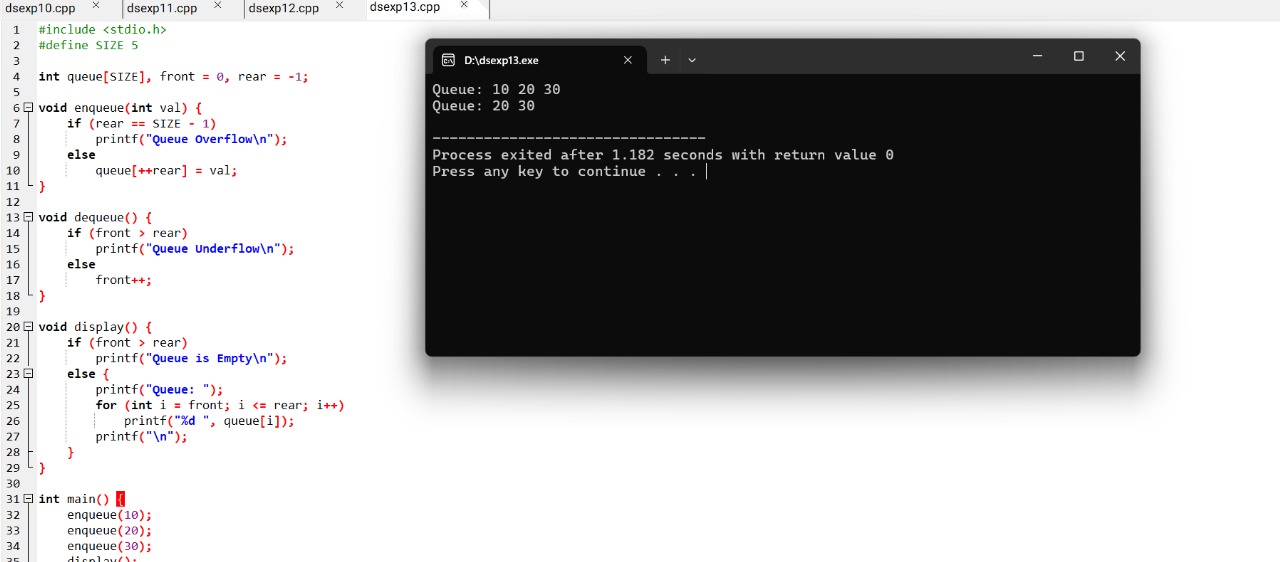 dsexp10.cpp × dsexp11.cpp × dsexp12.cpp × dsexp13.cpp ×
1 #include <stdio.h>
2 #define SIZE 5
3
4 int queue[SIZE], front = 0, rear = -1;
5
6 void enqueue(int val) {
7 if (rear == SIZE - 1)
8 printf("Queue Overflow\n");
9 else
10 queue[++rear] = val;
11 }
12
13 void dequeue() {
14 if (front > rear)
15 printf("Queue Underflow\n");
16 else
17 front++;
18 }
19
20 void display() {
21 if (front > rear)
22 printf("Queue is Empty\n");
23 else {
24 printf("Queue: ");
25 for (int i = front; i <= rear; i++)
26 printf("%d ", queue[i]);
27 printf("\n");
28 }
29 }
30
31 int main() {
32 enqueue(10);
33 enqueue(20);
34 enqueue(30);
35 display();
D:\dsexp13.exe
Queue: 10 20 30
Queue: 20 30
--------------------------------
Process exited after 1.182 seconds with return value 0
Press any key to continue . . .